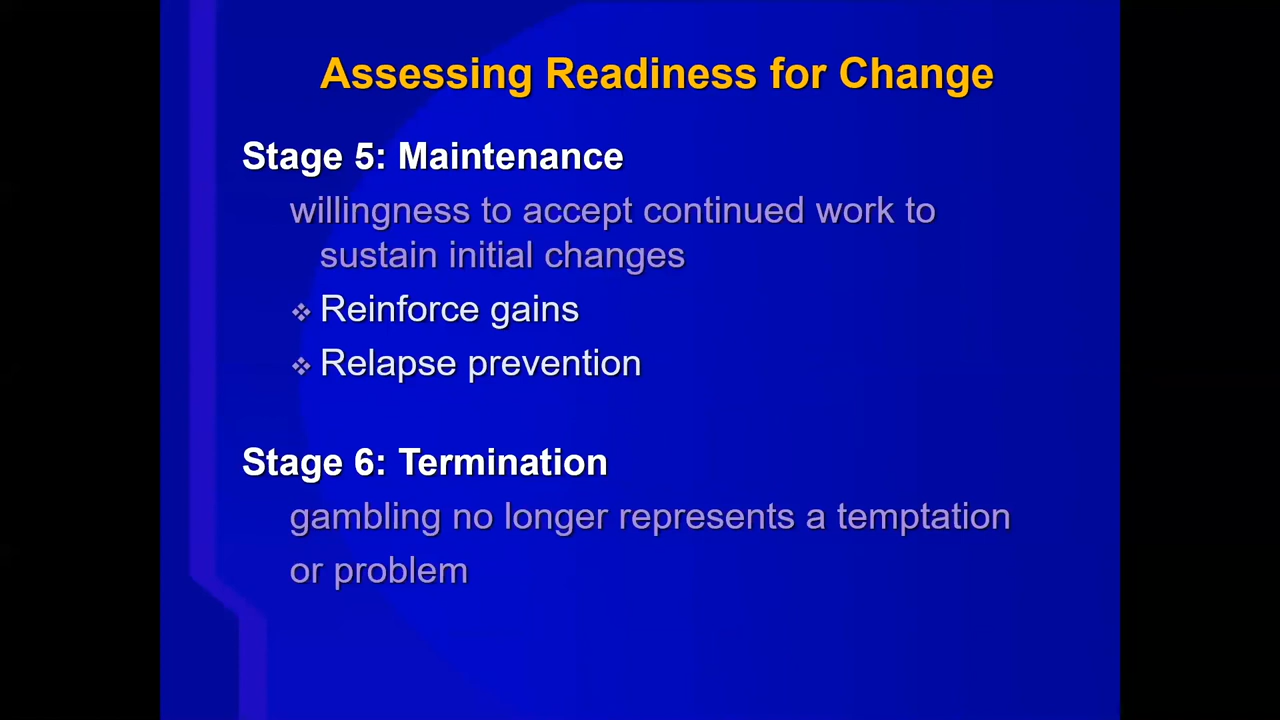 Assessing Readiness for Change
Stage 5: Maintenance
willingness to accept continued work to
sustain initial changes
❖ Reinforce gains
❖ Relapse prevention
Stage 6: Termination
gambling no longer represents a temptation
or problem